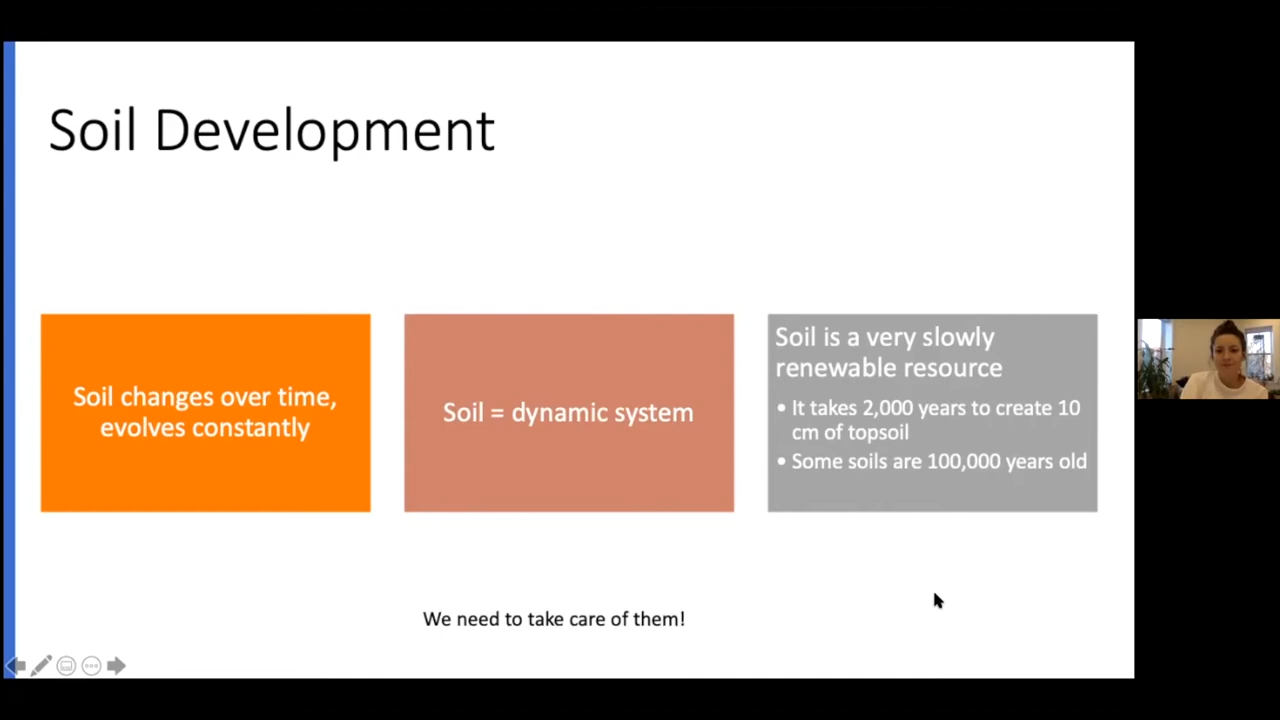 Soil Development
Soil changes over time,
evolves constantly
Soil = dynamic system
Soil is a very slowly
renewable resource
• It takes 2,000 years to create 10
cm of topsoil
• Some soils are 100,000 years old
We need to take care of them!